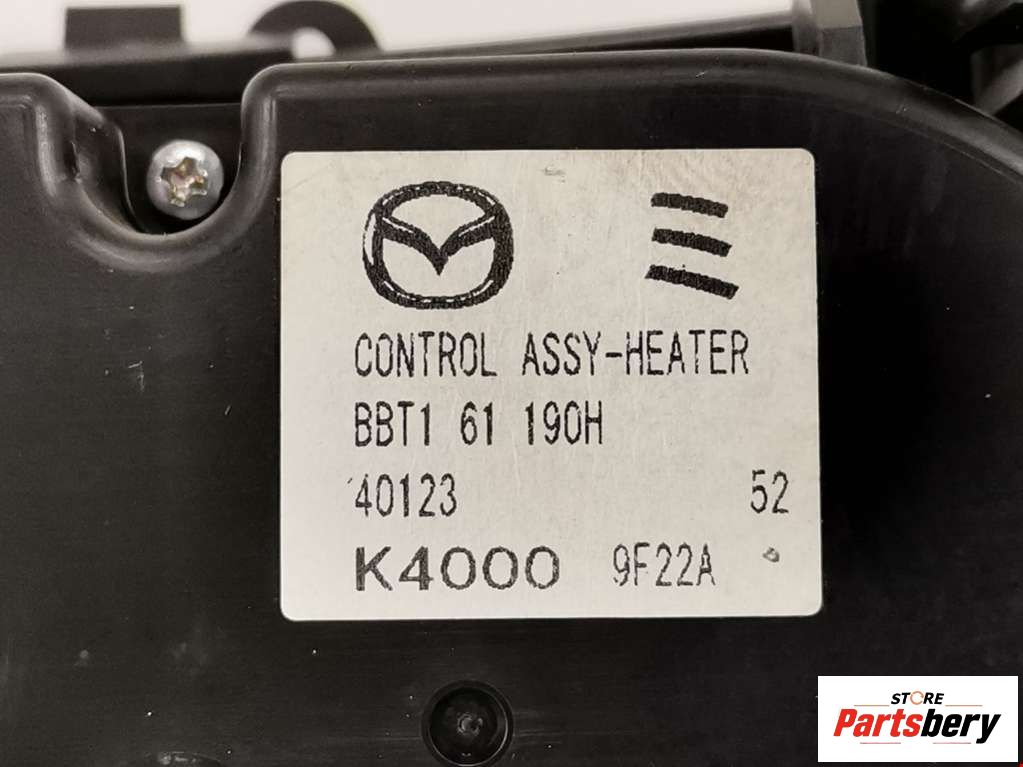 CONTROL ASSY-HEATER
BBT1 61 190H
40123 52
K4000 9F22A
STORE
Partsbery